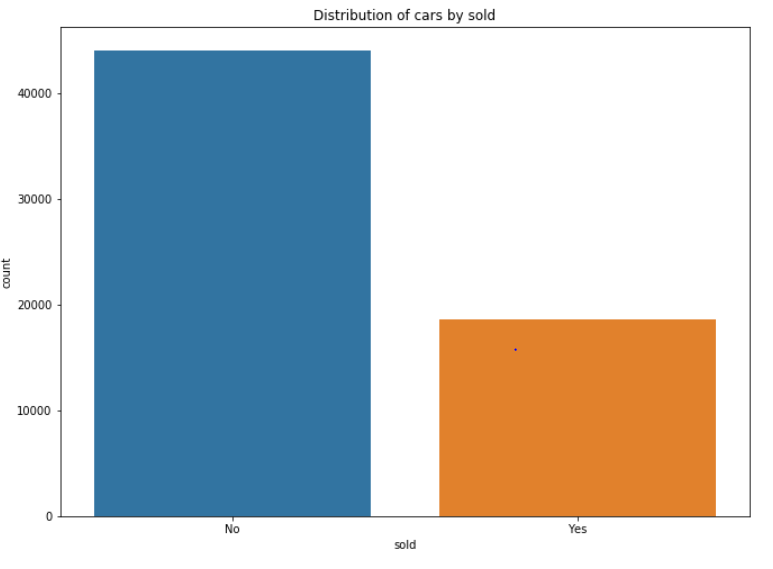 Distribution of cars by sold
40000
30000
20000
10000
0
count
No Yes
sold